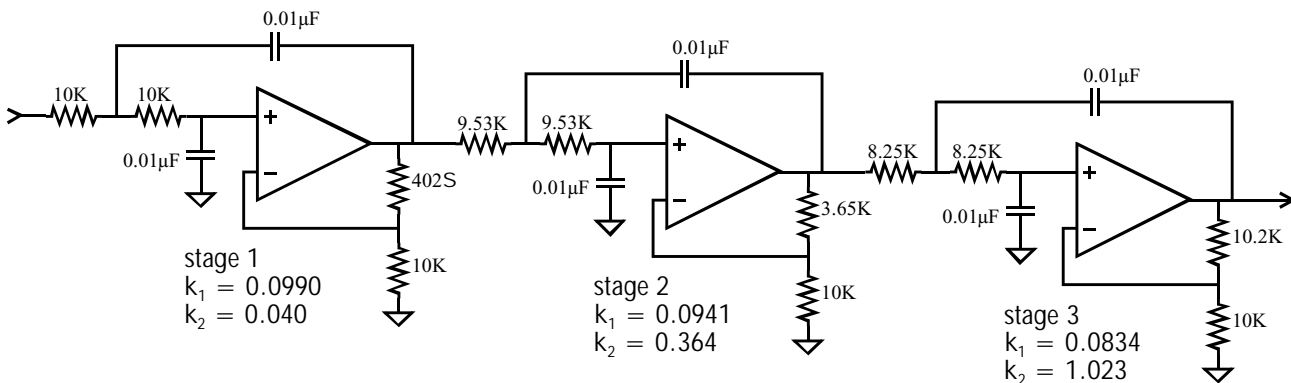 0.01μF
10K
10K
0.01μF
402S
10K
stage 1
k₁ = 0.0990
k₂ = 0.040
0.01μF
9.53K
9.53K
0.01μF
3.65K
10K
stage 2
k₁ = 0.0941
k₂ = 0.364
0.01μF
8.25K
8.25K
0.01μF
10.2K
10K
stage 3
k₁ = 0.0834
k₂ = 1.023